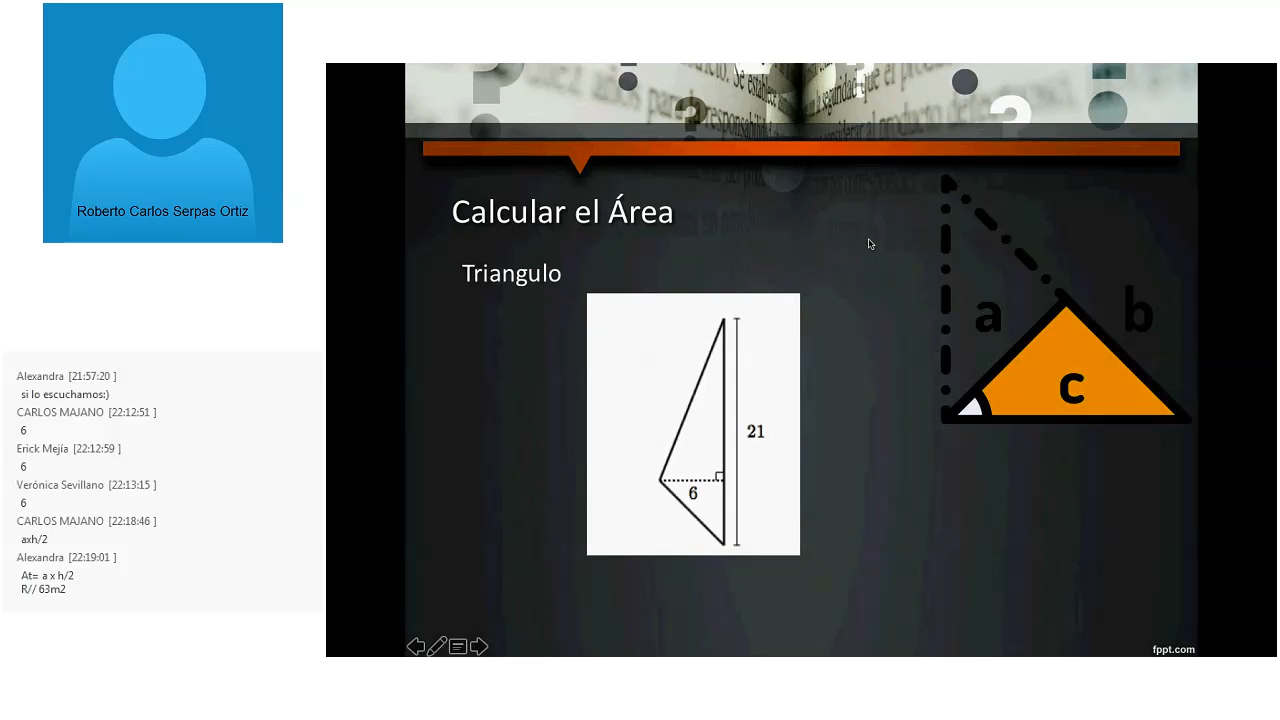 Roberto Carlos Serpas Ortiz
Alexandra [21:57:20 ]
si lo escuchamos:)
CARLOS MAJANO [22:12:51 ]
6
Erick Mejía [22:12:59 ]
6
Verónica Sevillano [22:13:15 ]
6
CARLOS MAJANO [22:18:46 ]
axh/2
Alexandra [22:19:01 ]
At= a x h/2
R// 63m2
Calcular el Área
Triangulo
21
6
a
b
c
fppt.com